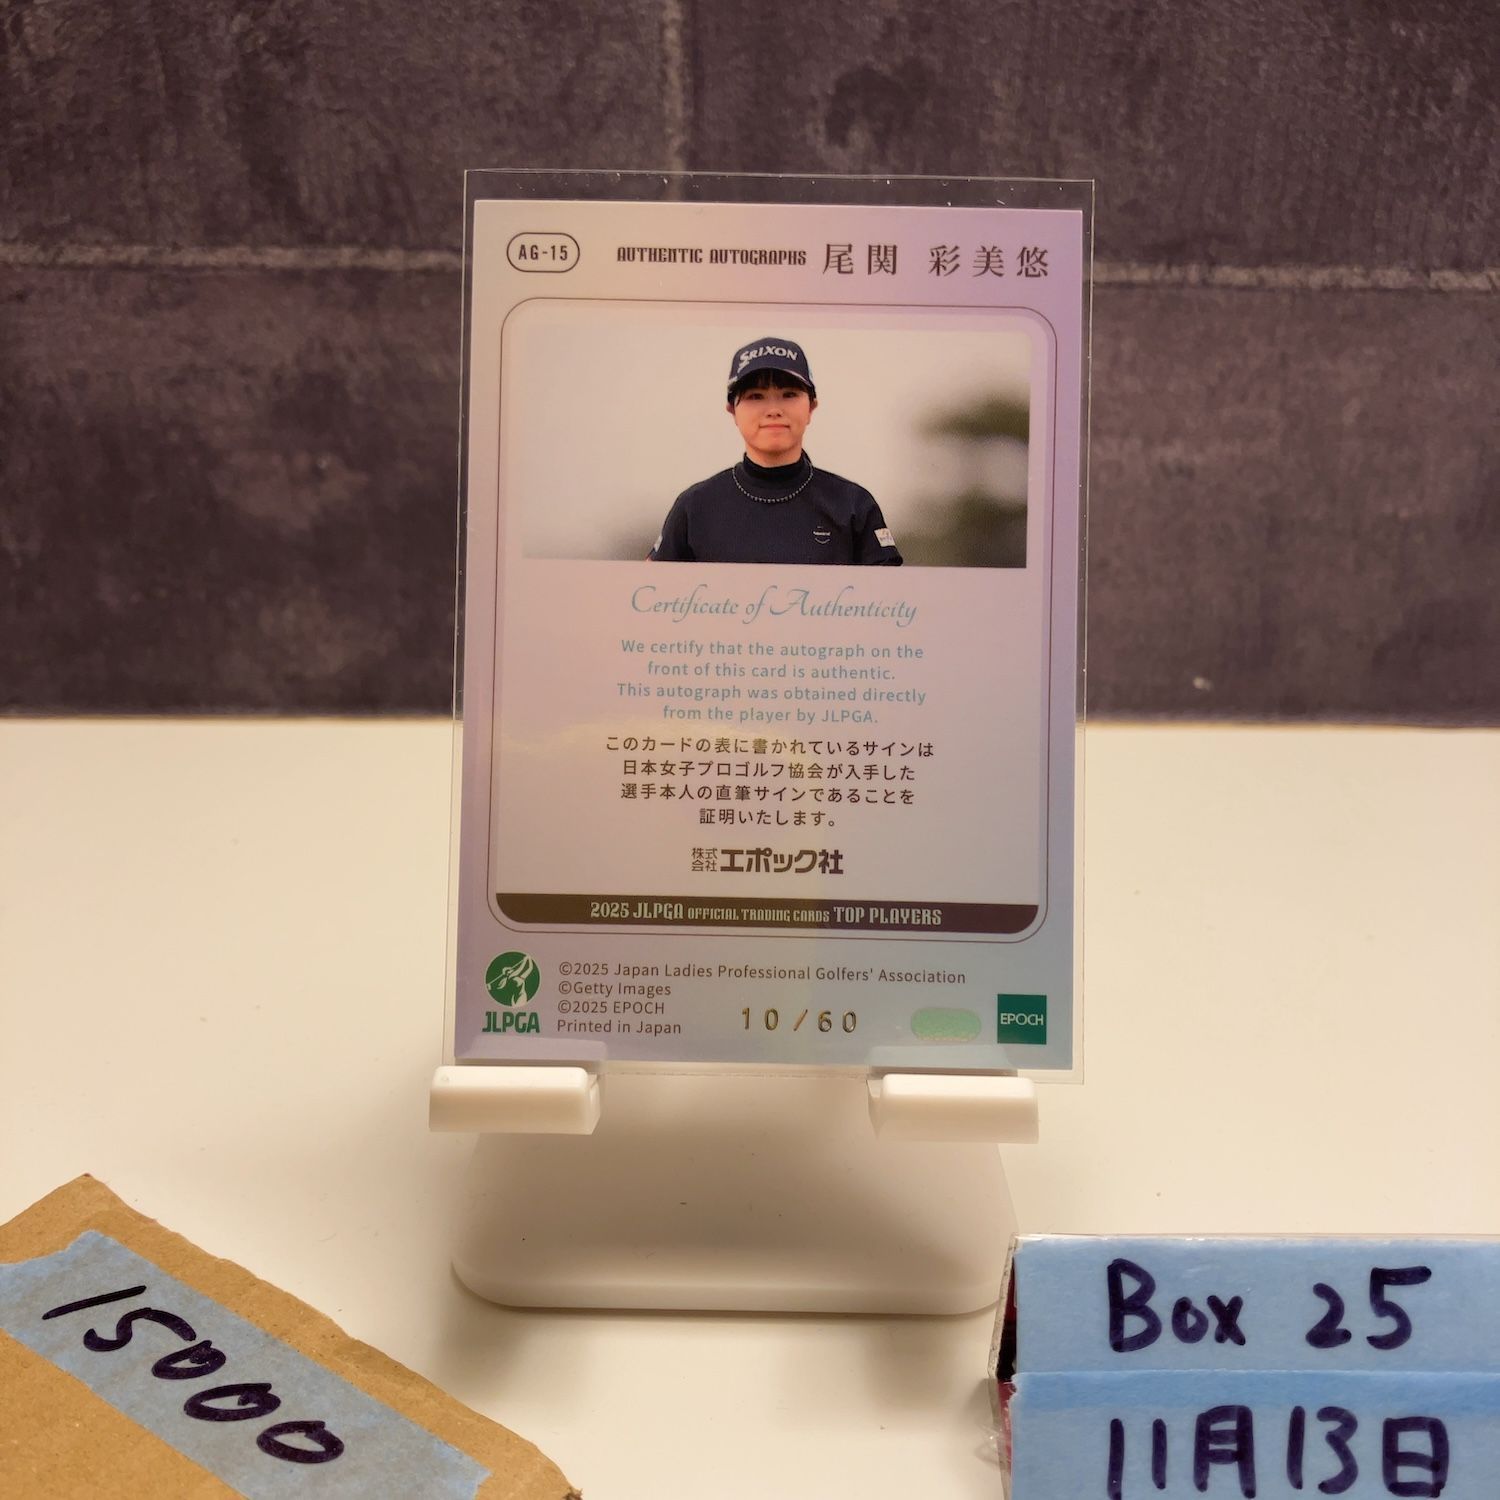 AG-15 AUTHENTIC AUTOGRAPHS 尾関 彩美悠
SRIXON
Certificate of Authenticity
We certify that the autograph on the
front of this card is authentic.
This autograph was obtained directly
from the player by JLPGA.
このカードの表に書かれているサインは
日本女子プロゴルフ協会が入手した
選手本人の直筆サインであることを
証明いたします。
株式会社エポック社
2025 JLPGA OFFICIAL TRADING CARDS TOP PLAYERS
©2025 Japan Ladies Professional Golfers' Association
©Getty Images
©2025 EPOCH
Printed in Japan
10/60
JLPGA
EPOCH
15000
Box 25
11月13日